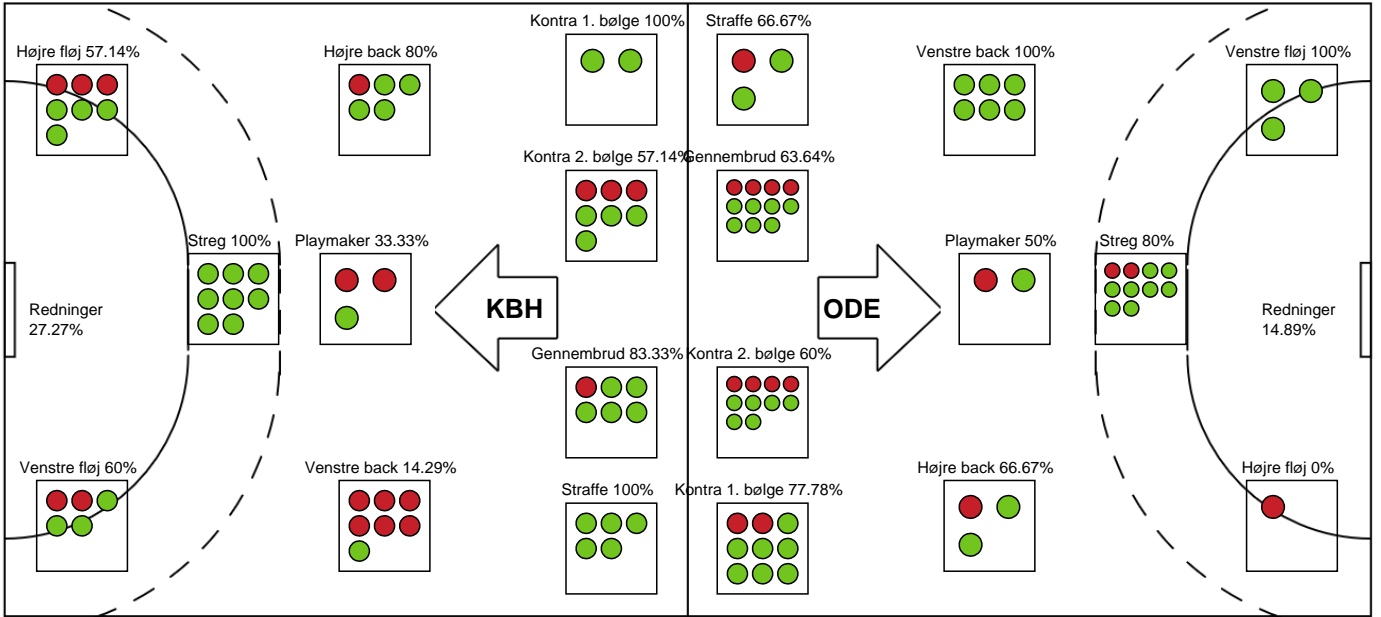 Kontra 1. bølge 100%
Straffe 66.67%
Højre fløj 57.14%
Højre back 80%
Venstre back 100%
Venstre fløj 100%
Kontra 2. bølge 57.14%
Gennembrud 63.64%
Streg 100%
Playmaker 33.33%
Playmaker 50%
Streg 80%
Redninger
27.27%
KBH
ODE
Redninger
14.89%
Gennembrud 83.33%
Kontra 2. bølge 60%
Venstre fløj 60%
Venstre back 14.29%
Højre back 66.67%
Højre fløj 0%
Straffe 100%
Kontra 1. bølge 77.78%